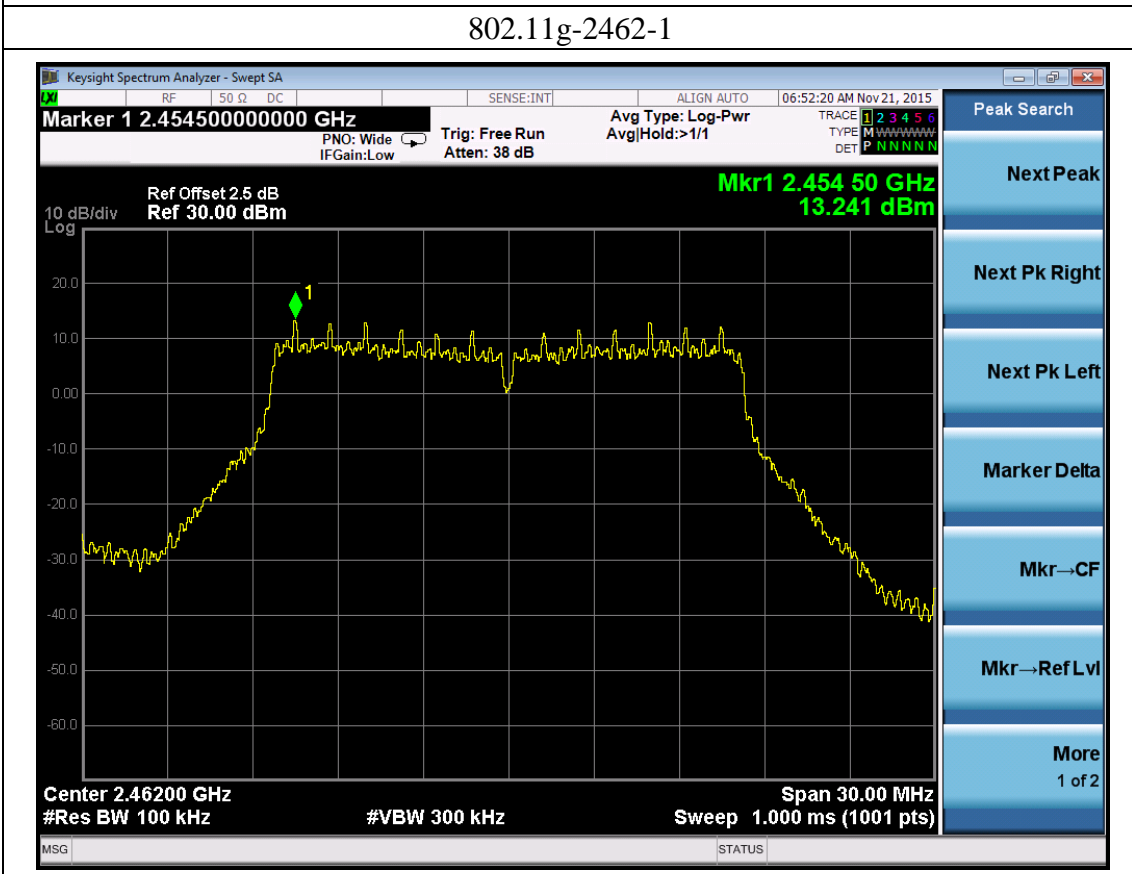 802.11g-2462-1
Keysight Spectrum Analyzer - Swept SA
LXI RF 50 Ω DC SENSE:INT ALIGN AUTO 06:52:20 AM Nov 21, 2015
Marker 1 2.454500000000 GHz
PNO: Wide
IFGain:Low
Trig: Free Run
Atten: 38 dB
Avg Type: Log-Pwr
Avg|Hold:>1/1
TRACE 1 2 3 4 5 6
TYPE M WWWWW
DET P N N N N N
Ref Offset 2.5 dB
10 dB/div Ref 30.00 dBm
Log
Mkr1 2.454 50 GHz
13.241 dBm
1
20.0
10.0
0.00
-10.0
-20.0
-30.0
-40.0
-50.0
-60.0
Center 2.46200 GHz Span 30.00 MHz
#Res BW 100 kHz #VBW 300 kHz Sweep 1.000 ms (1001 pts)
MSG STATUS
Peak Search
Next Peak
Next Pk Right
Next Pk Left
Marker Delta
Mkr→CF
Mkr→Ref Lvl
More
1 of 2